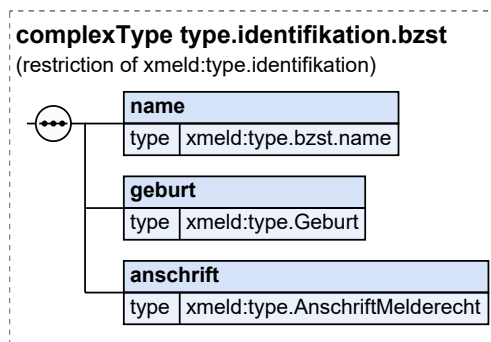 complexType type.identifikation.bzst
(restriction of xmeld:type.identifikation)
name
type xmeld:type.bzst.name
geburt
type xmeld:type.Geburt
anschrift
type xmeld:type.AnschriftMelderecht